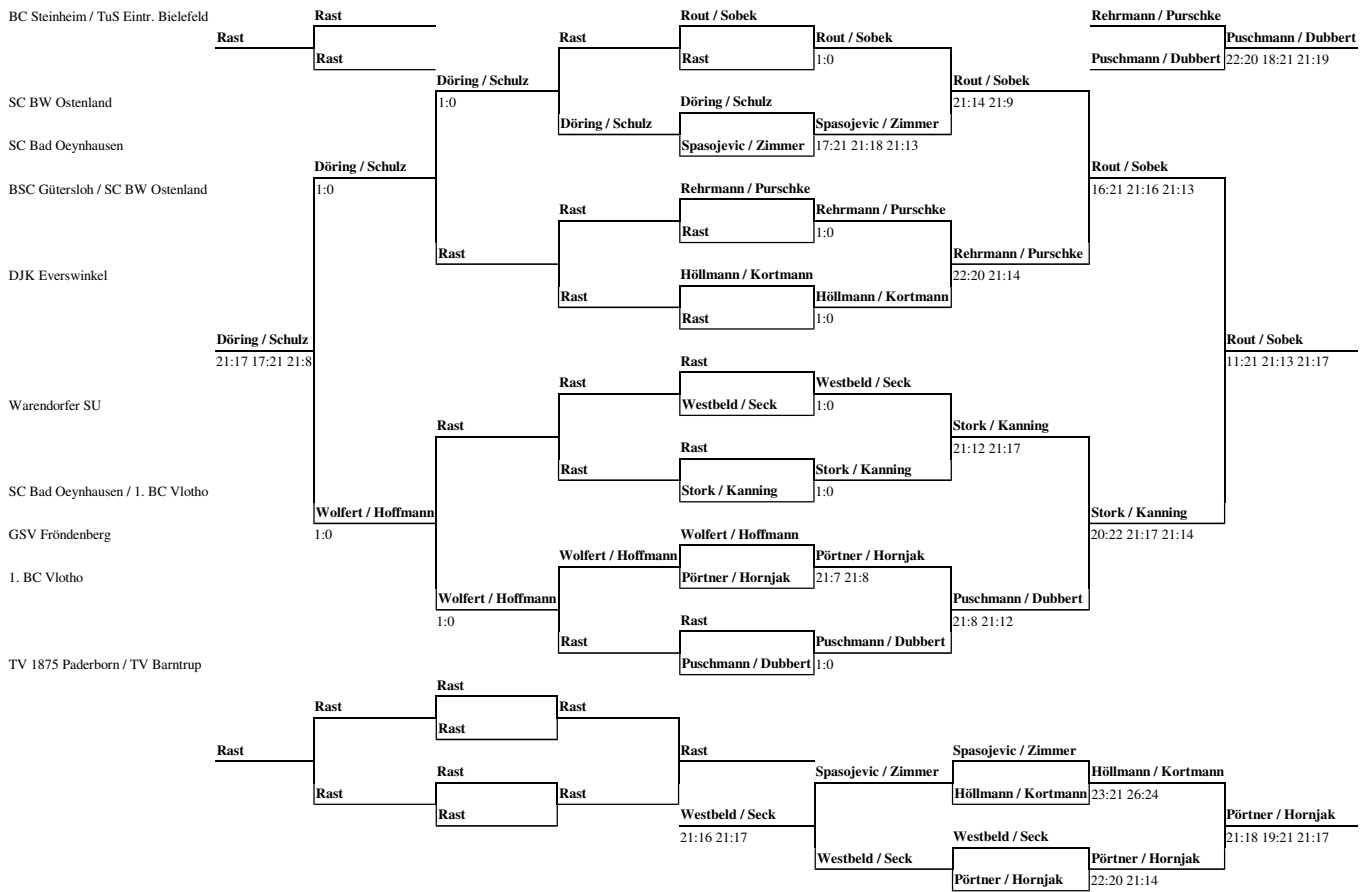 BC Steinheim / TuS Eintr. Bielefeld Rast Rout / Sobek Rehrmann / Purschke
Rast Rast Rout / Sobek Puschmann / Dubbert
Rast Rast 1:0 Puschmann / Dubbert 22:20 18:21 21:19
Döring / Schulz Rout / Sobek
SC BW Ostenland 1:0 Döring / Schulz 21:14 21:9
Döring / Schulz Spasojevic / Zimmer
SC Bad Oeynhausen Spasojevic / Zimmer 17:21 21:18 21:13
Döring / Schulz Rout / Sobek
BSC Gütersloh / SC BW Ostenland 1:0 Rehrmann / Purschke 16:21 21:16 21:13
Rast Rehrmann / Purschke
Rast 1:0
Rast Rehrmann / Purschke
DJK Everswinkel Höllmann / Kortmann 22:20 21:14
Rast Höllmann / Kortmann
Rast 1:0
Döring / Schulz Rout / Sobek
21:17 17:21 21:8 Rast 11:21 21:13 21:17
Rast Westbeld / Seck
Warendorfer SU Westbeld / Seck 1:0
Rast Stork / Kanning
Rast 21:12 21:17
Rast Stork / Kanning
SC Bad Oeynhausen / 1. BC Vlotho Stork / Kanning 1:0
Wolfert / Hoffmann Stork / Kanning
GSV Fröndenberg 1:0 Wolfert / Hoffmann 20:22 21:17 21:14
Wolfert / Hoffmann Pörtner / Hornjak
1. BC Vlotho Pörtner / Hornjak 21:7 21:8
Wolfert / Hoffmann Puschmann / Dubbert
1:0 Rast 21:8 21:12
Rast Puschmann / Dubbert
TV 1875 Paderborn / TV Barntrup Puschmann / Dubbert 1:0
Rast
Rast Rast
Rast
Rast Rast Spasojevic / Zimmer
Rast Spasojevic / Zimmer Höllmann / Kortmann
Rast Rast Höllmann / Kortmann 23:21 26:24
Rast Westbeld / Seck Pörtner / Hornjak
21:16 21:17 Westbeld / Seck 21:18 19:21 21:17
Westbeld / Seck Pörtner / Hornjak
Pörtner / Hornjak 22:20 21:14